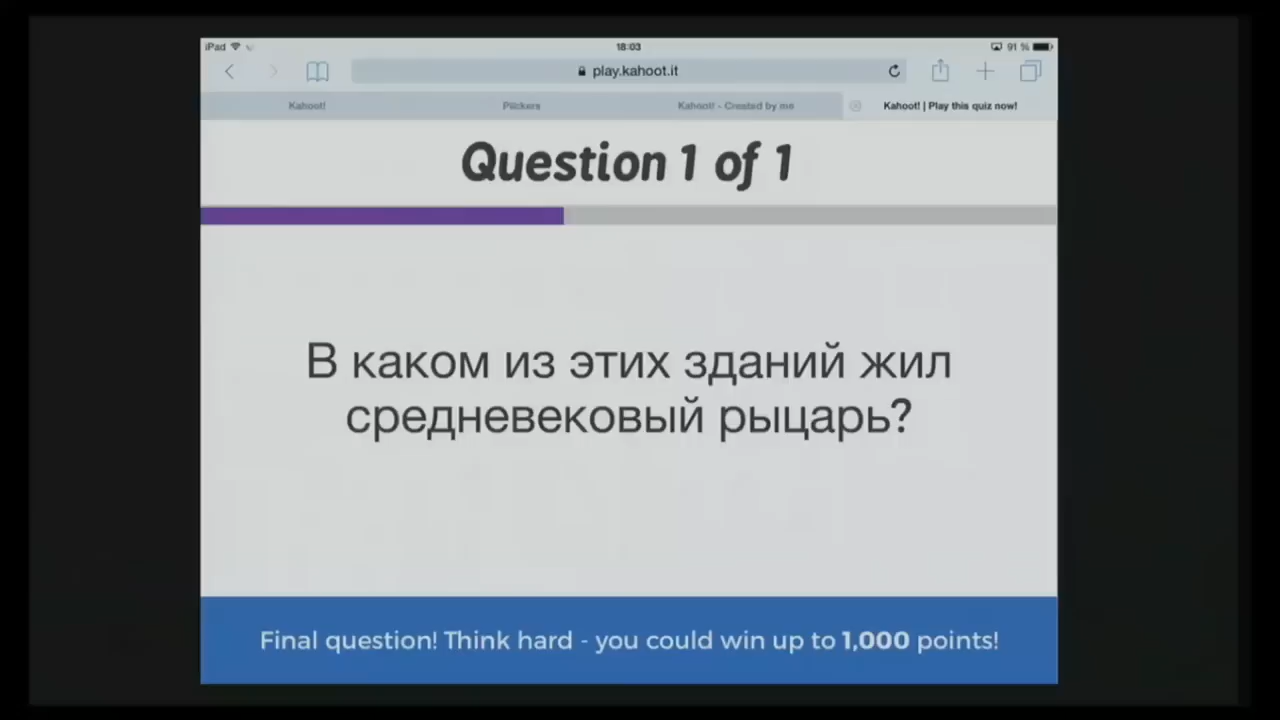 iPad 18:03 91 %
play.kahoot.it
Kahoot! Plickers Kahoot! - Created by me Kahoot! | Play this quiz now!
Question 1 of 1
В каком из этих зданий жил
средневековый рыцарь?
Final question! Think hard - you could win up to 1,000 points!